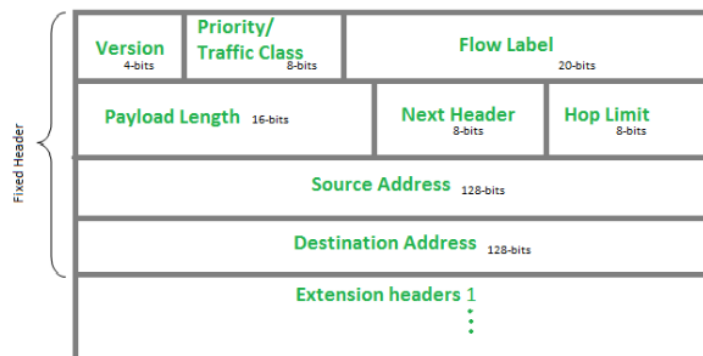 Fixed Header
Version
4-bits
Priority/
Traffic Class
8-bits
Flow Label
20-bits
Payload Length 16-bits
Next Header
8-bits
Hop Limit
8-bits
Source Address 128-bits
Destination Address 128-bits
Extension headers 1